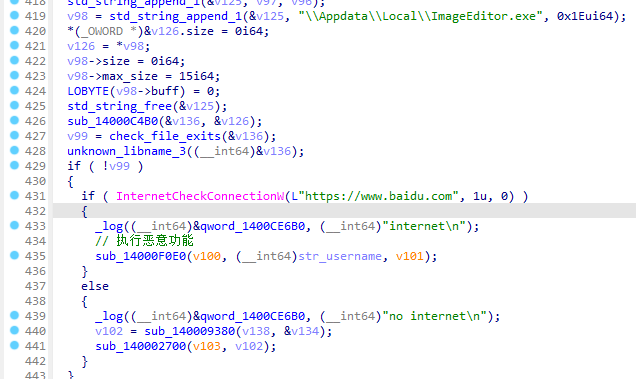 418 std_string_append_1(&v125, v97, v96);
419 v98 = std_string_append_1(&v125, "\\Appdata\\Local\\ImageEditor.exe", 0x1Eui64);
420 *(_OWORD *)&v126.size = 0i64;
421 v126 = *v98;
422 v98->size = 0i64;
423 v98->max_size = 15i64;
424 LOBYTE(v98->buff) = 0;
425 std_string_free(&v125);
426 sub_14000C4B0(&v136, &v126);
427 v99 = check_file_exits(&v136);
428 unknown_libname_3((__int64)&v136);
429 if ( !v99 )
430 {
431 if ( InternetCheckConnectionW(L"https://www.baidu.com", 1u, 0) )
432 {
433 _log((__int64)&qword_1400CE6B0, (__int64)"internet\n");
434 // 执行恶意功能
435 sub_14000F0E0(v100, (__int64)str_username, v101);
436 }
437 else
438 {
439 _log((__int64)&qword_1400CE6B0, (__int64)"no internet\n");
440 v102 = sub_140009380(v138, &v134);
441 sub_140002700(v103, v102);
442 }
443 }